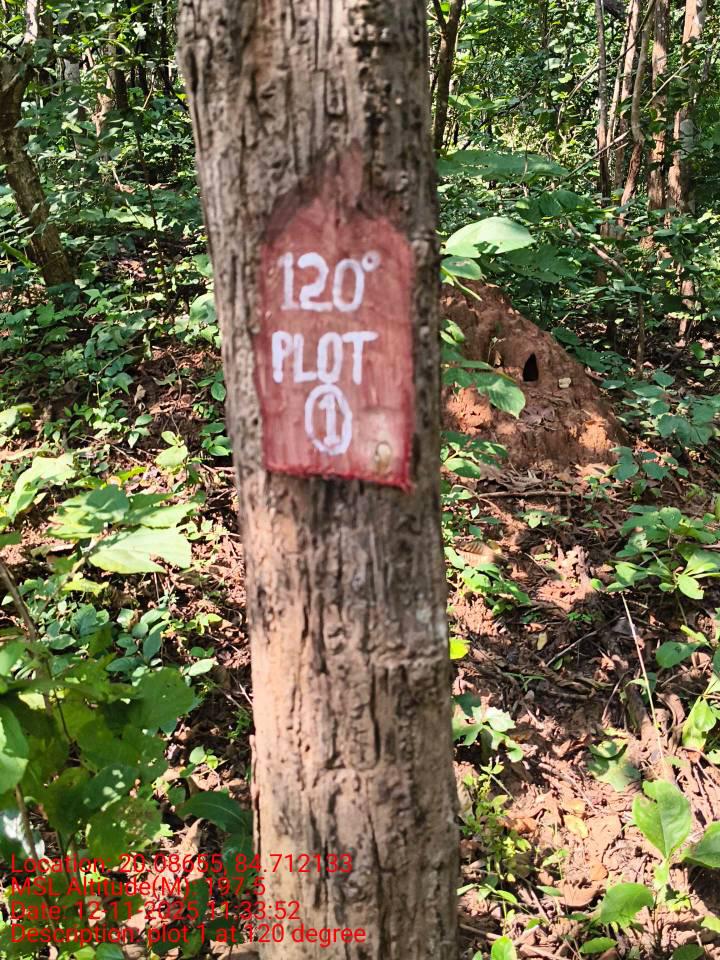 120°
PLOT
1
Location: 20.08655, 84.712133
MSL Altitude(M): 197.5
Date: 12-11-2025 11:33:52
Description: plot 1 at 120 degree